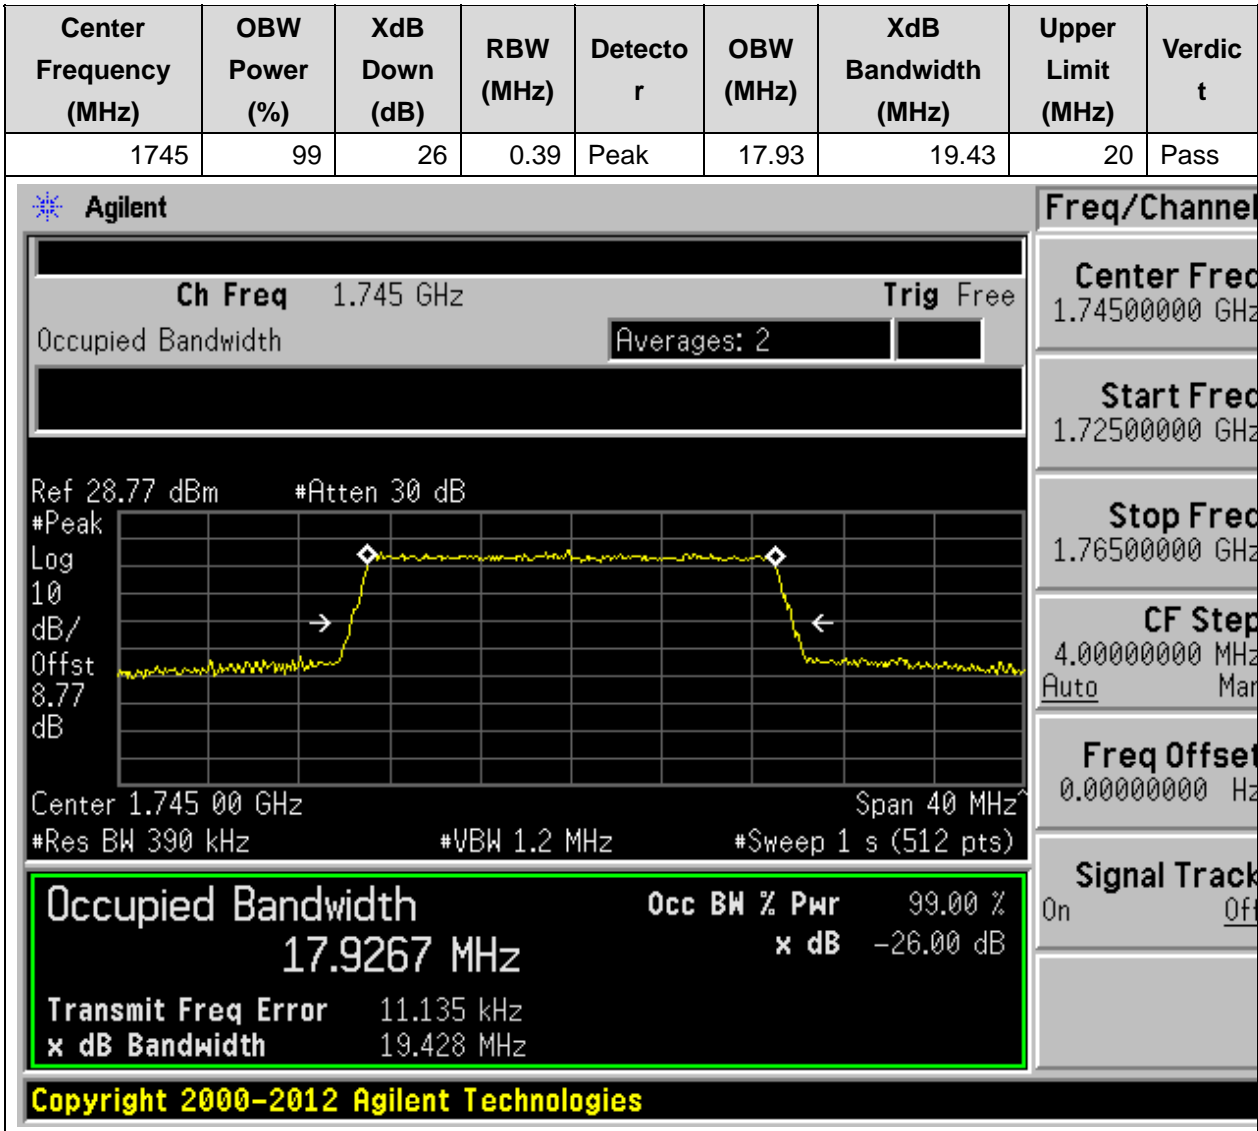 Center Frequency (MHz) OBW Power (%) XdB Down (dB) RBW (MHz) Detecto r OBW (MHz) XdB Bandwidth (MHz) Upper Limit (MHz) Verdic t
1745 99 26 0.39 Peak 17.93 19.43 20 Pass
Agilent
Freq/Channel
Ch Freq 1.745 GHz Trig Free
Occupied Bandwidth Averages: 2
Center Freq
1.74500000 GHz
Start Freq
1.72500000 GHz
Stop Freq
1.76500000 GHz
CF Step
4.00000000 MHz
Auto Man
Freq Offset
0.00000000 Hz
Signal Track
On Off
Ref 28.77 dBm #Atten 30 dB
#Peak
Log
10
dB/
Offst
8.77
dB
Center 1.745 00 GHz Span 40 MHz^
#Res BW 390 kHz #VBW 1.2 MHz #Sweep 1 s (512 pts)
Occupied Bandwidth
17.9267 MHz
Occ BW % Pwr 99.00 %
x dB -26.00 dB
Transmit Freq Error 11.135 kHz
x dB Bandwidth 19.428 MHz
Copyright 2000-2012 Agilent Technologies